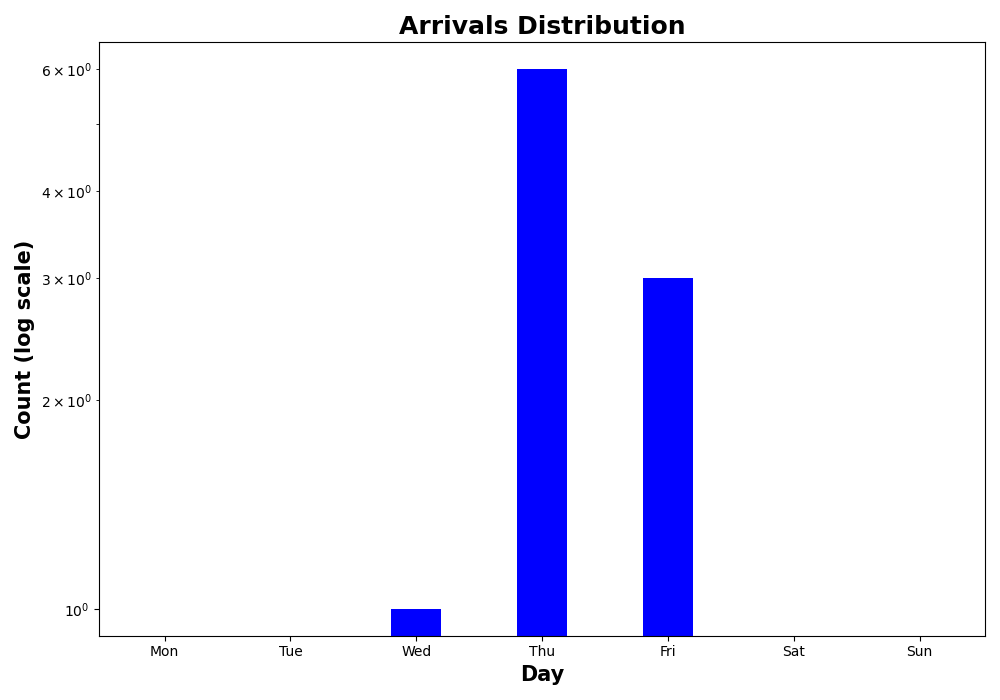 Arrivals Distribution
Count (log scale)
6 × 10⁰
4 × 10⁰
3 × 10⁰
2 × 10⁰
10⁰
Mon Tue Wed Thu Fri Sat Sun
Day